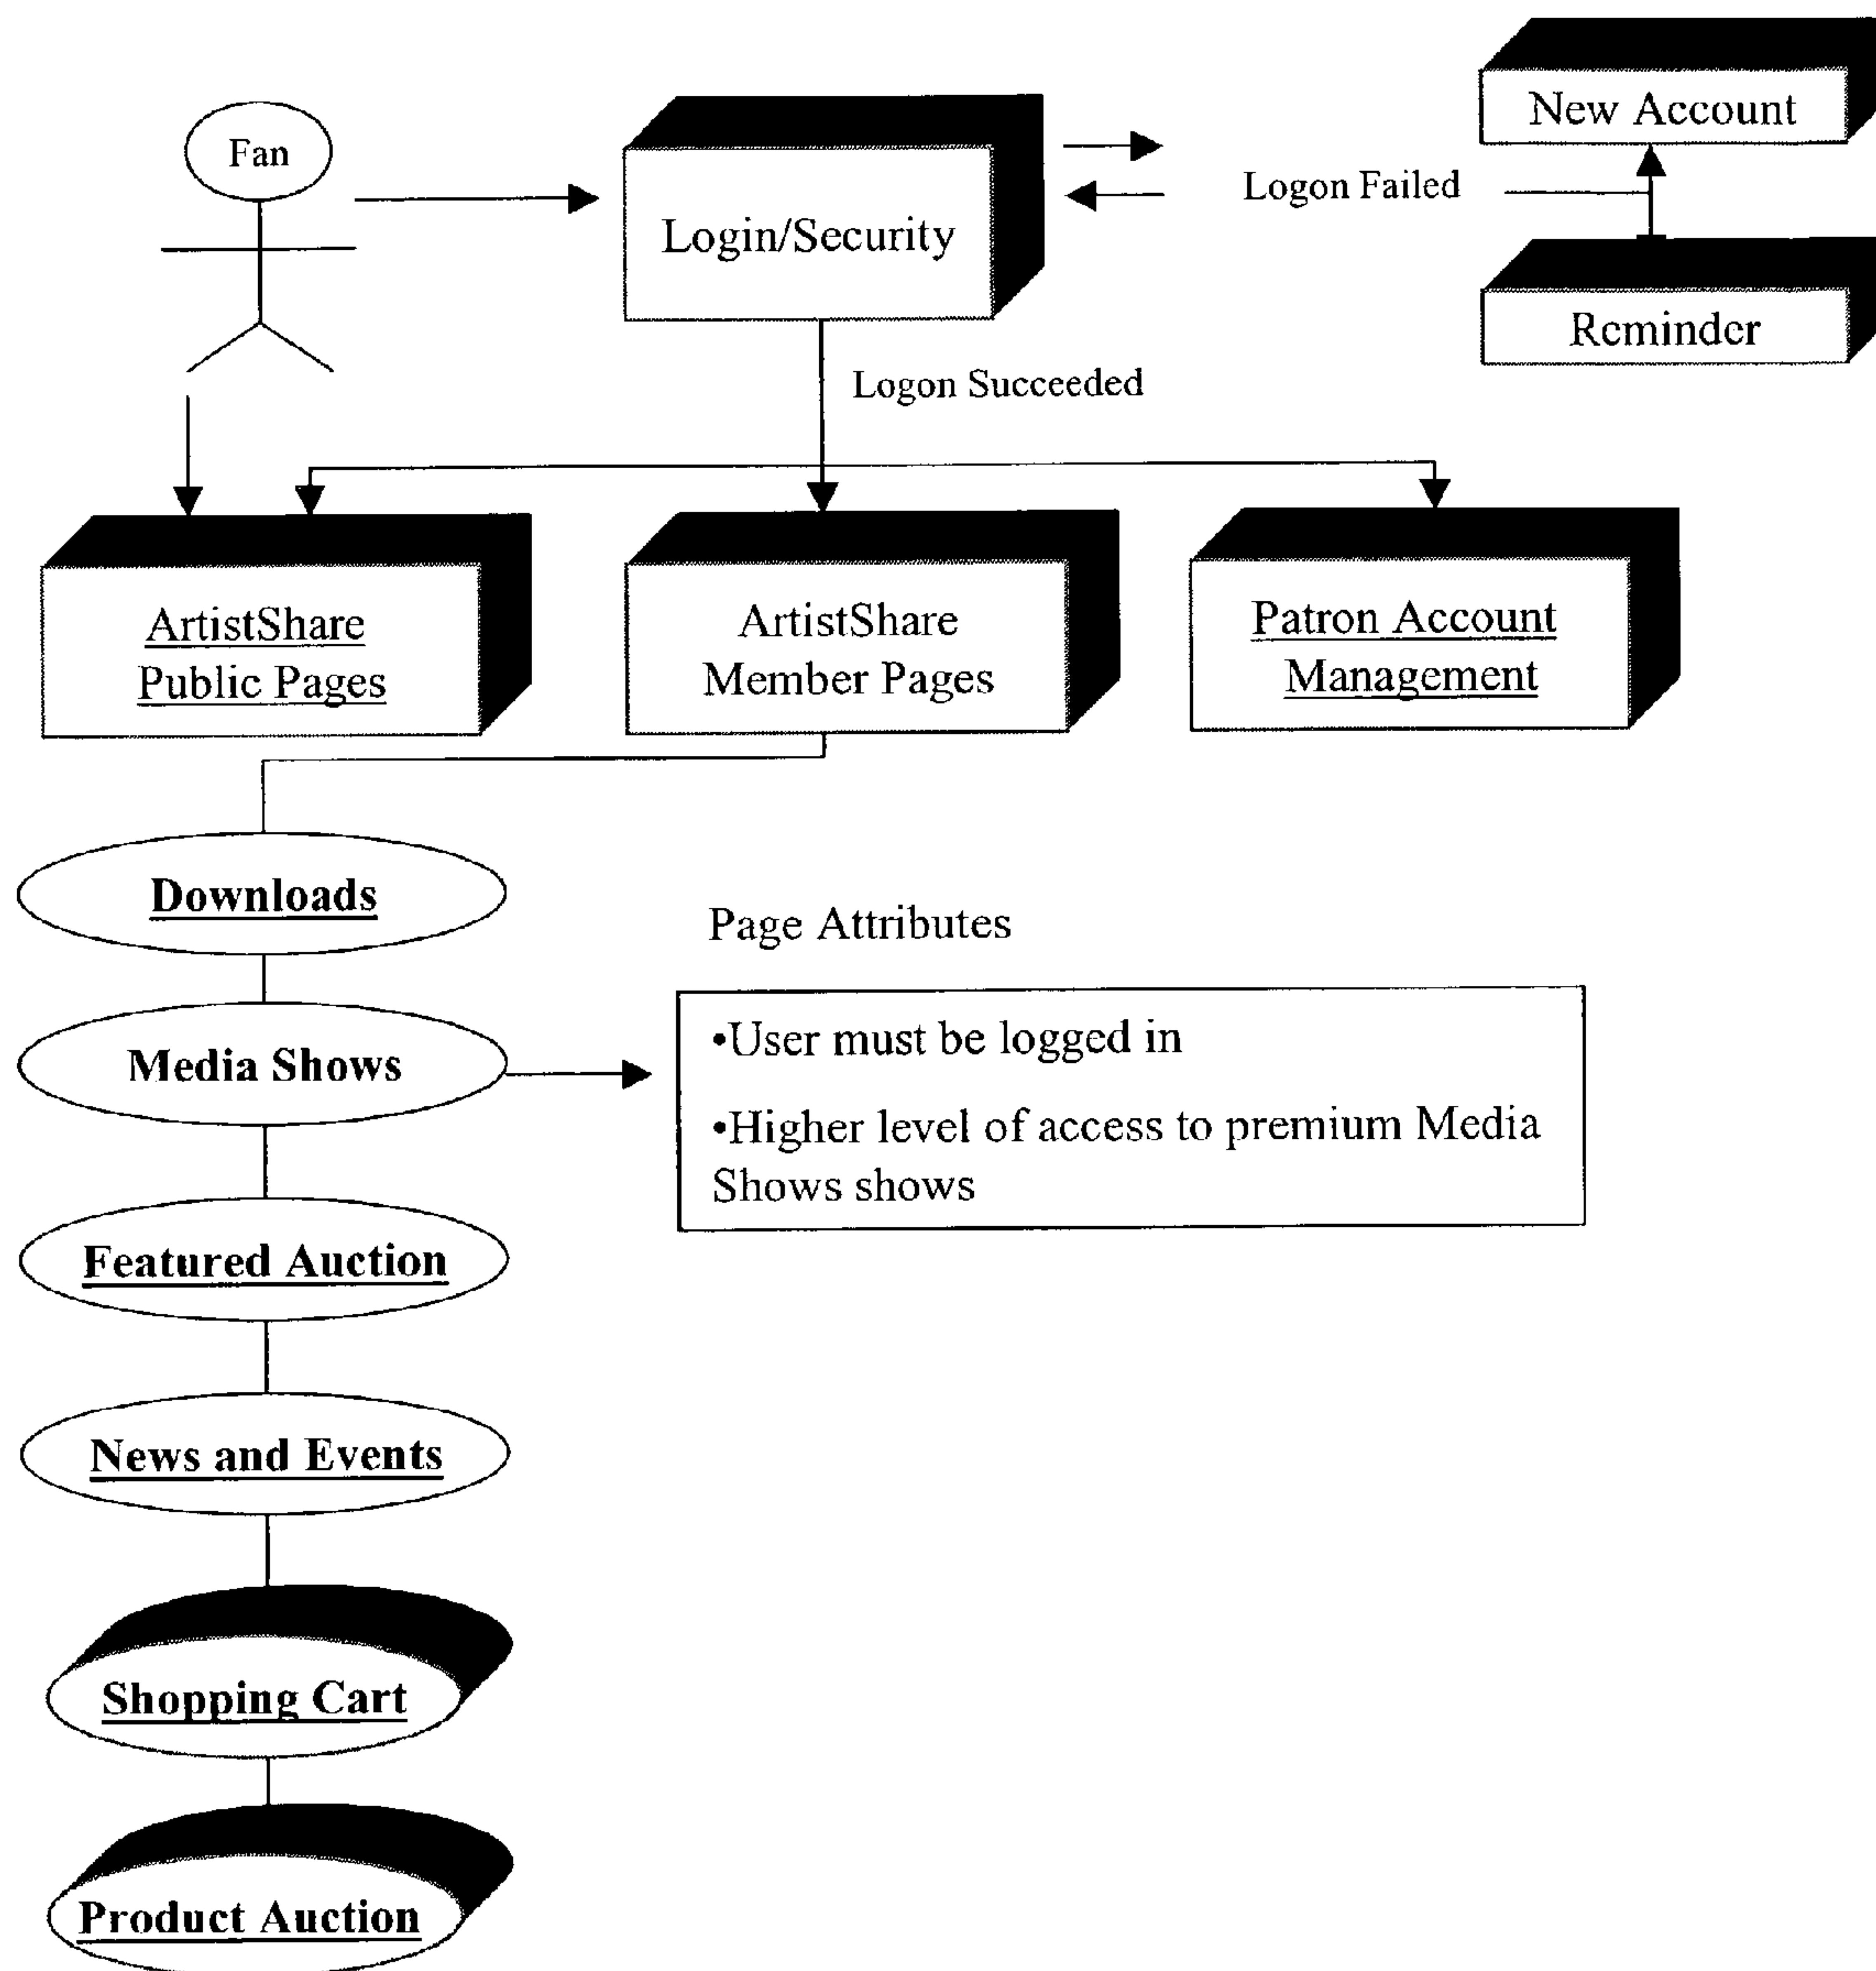 New Account
Fan
Logon Failed
Login/Security
Reminder
Logon Succeeded
ArtistShare
Public Pages
ArtistShare
Member Pages
Patron Account
Management
Downloads
Page Attributes
Media Shows
•User must be logged in
•Higher level of access to premium Media
Shows shows
Featured Auction
News and Events
Shopping Cart
Product Auction